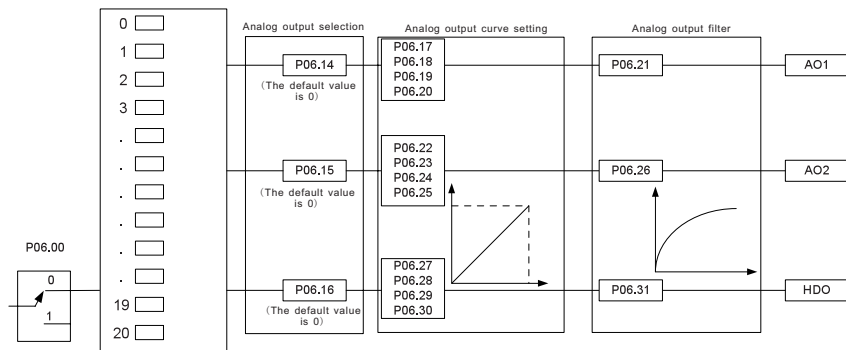 Analog output selection
Analog output curve setting
Analog output filter
0
1
2
3
.
.
.
.
.
.
19
20
P06.00
0
1
P06.14
(The default value
is 0)
P06.17
P06.18
P06.19
P06.20
P06.21
AO1
P06.15
(The default value
is 0)
P06.22
P06.23
P06.24
P06.25
P06.26
AO2
P06.16
(The default value
is 0)
P06.27
P06.28
P06.29
P06.30
P06.31
HDO